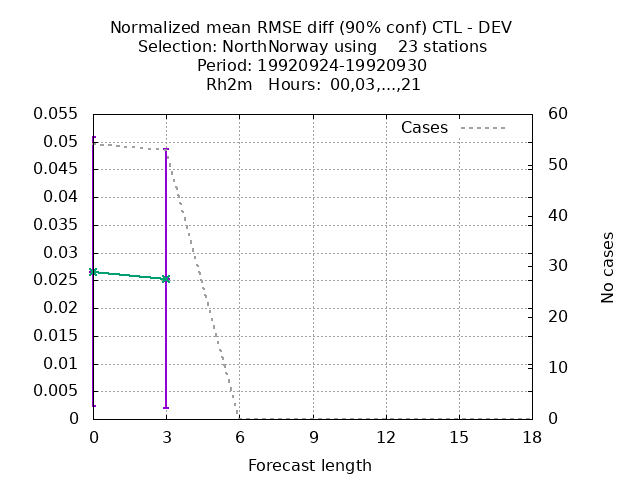 Normalized mean RMSE diff (90% conf) CTL - DEV
Selection: NorthNorway using    23 stations
Period: 19920924-19920930
Rh2m   Hours:  00,03,...,21
0.055
0.05
0.045
0.04
0.035
0.03
0.025
0.02
0.015
0.01
0.005
0
Cases
60
50
40
30
20
10
0
No cases
0 3 6 9 12 15 18
Forecast length